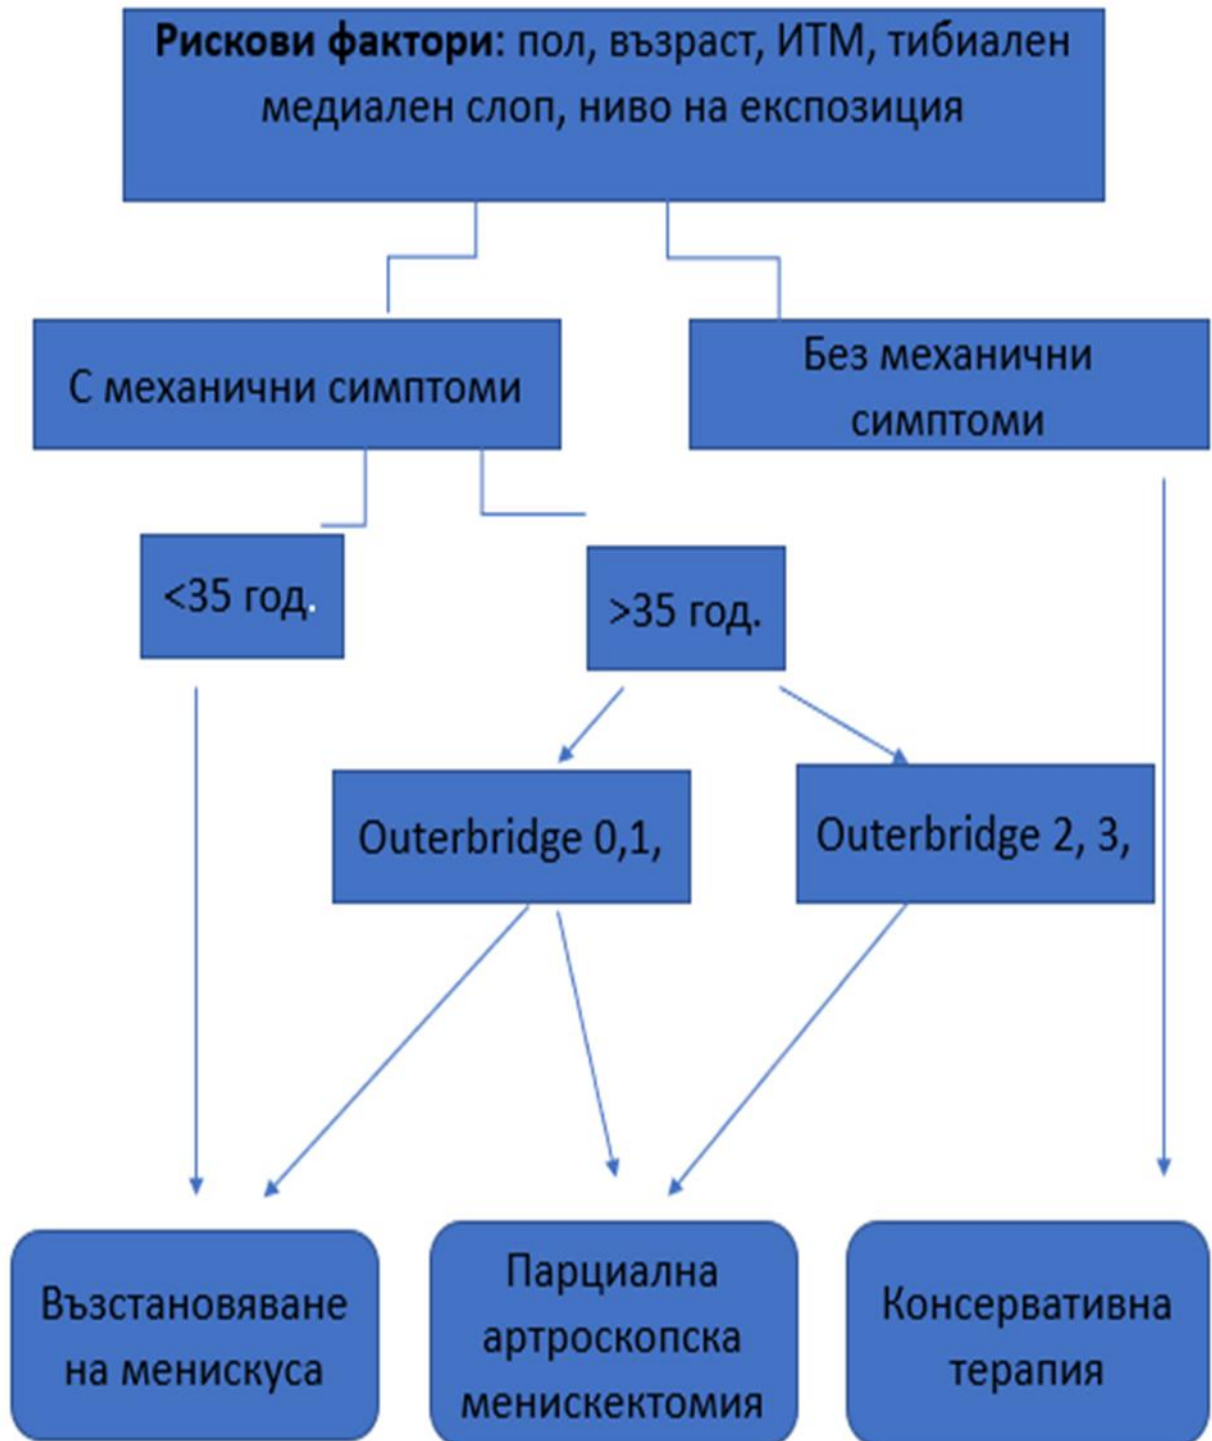 Рискови фактори: пол, възраст, ИТМ, тибиален
медиален слоп, ниво на експозиция
С механични симптоми
Без механични
симптоми
<35 год.
>35 год.
Outerbridge 0,1,
Outerbridge 2, 3,
Възстановяване
на менискуса
Парциална
артроскопска
менискектомия
Консервативна
терапия